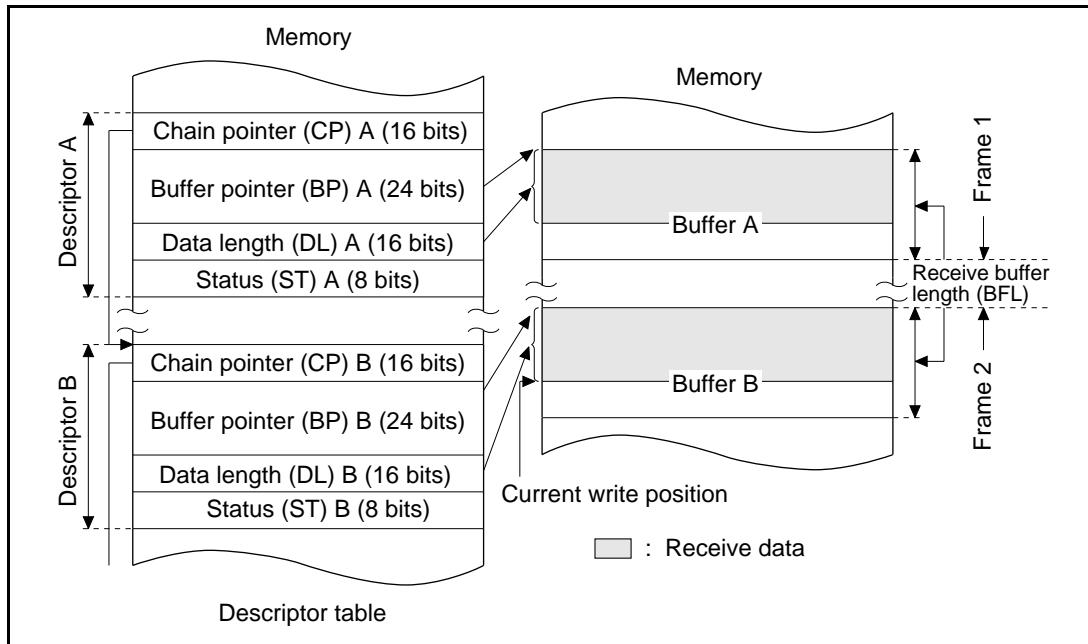 Memory
Descriptor A
Chain pointer (CP) A (16 bits)
Buffer pointer (BP) A (24 bits)
Data length (DL) A (16 bits)
Status (ST) A (8 bits)
Descriptor B
Chain pointer (CP) B (16 bits)
Buffer pointer (BP) B (24 bits)
Data length (DL) B (16 bits)
Status (ST) B (8 bits)
Descriptor table
Memory
Buffer A
Frame 1
Receive buffer
length (BFL)
Buffer B
Frame 2
Current write position
: Receive data